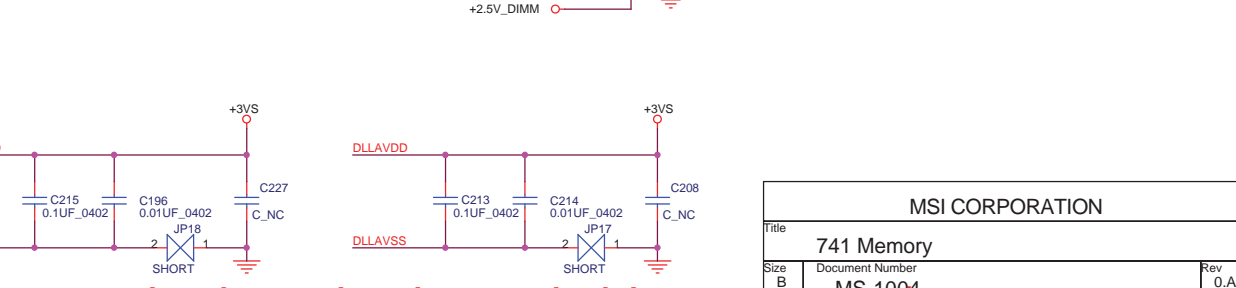 +2.5V_DIMM
+3VS
+3VS
DLLAVDD
C215
0.1UF_0402
C196
0.01UF_0402
C227
C_NC
C213
0.1UF_0402
C214
0.01UF_0402
C208
C_NC
JP18
2 1
SHORT
DLLAVSS
JP17
2 1
SHORT
MSI CORPORATION
Title
741 Memory
Size
B
Document Number
MS-1004
Rev
0.A